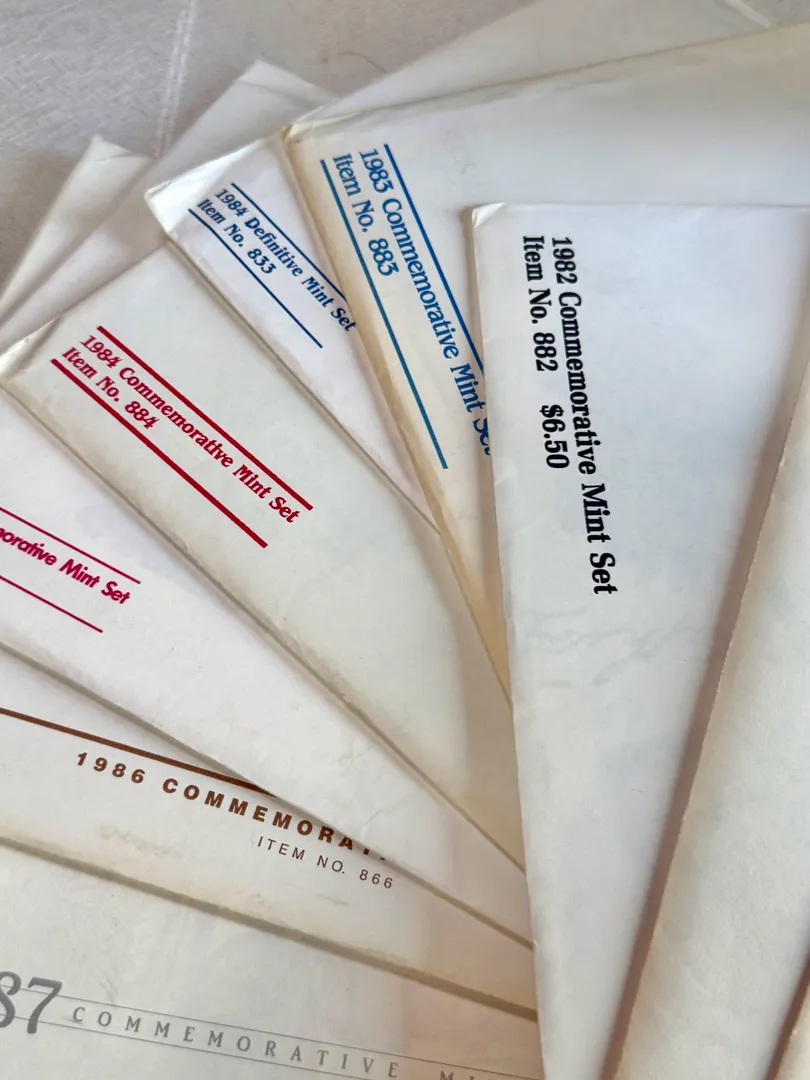 1982 Commemorative Mint Set
Item No. 882 $6.50
1983 Commemorative Mint Set
Item No. 883
1984 Definitive Mint Set
Item No. 833
1984 Commemorative Mint Set
Item No. 884
orative Mint Set
1986 COMMEMORAT
ITEM NO. 866
87 COMMEMORATIVE MI